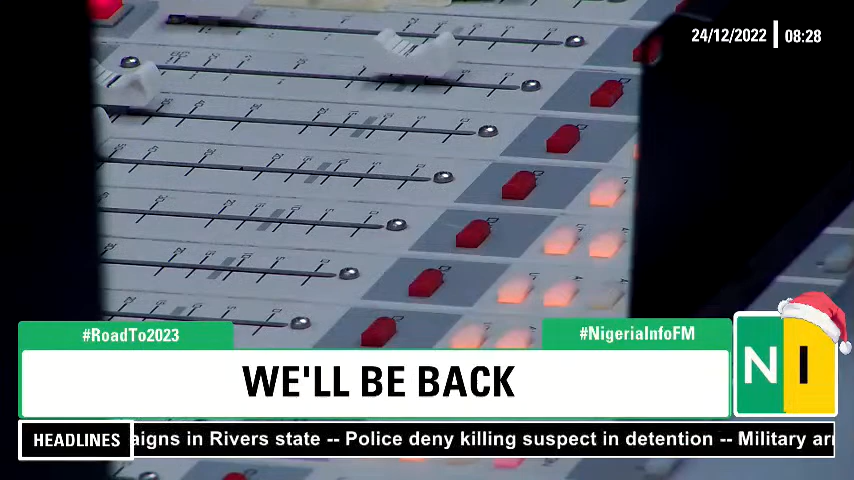 24/12/2022 | 08:28
#RoadTo2023
#NigeriaInfoFM
WE'LL BE BACK
N I
HEADLINES
aigns in Rivers state -- Police deny killing suspect in detention -- Military